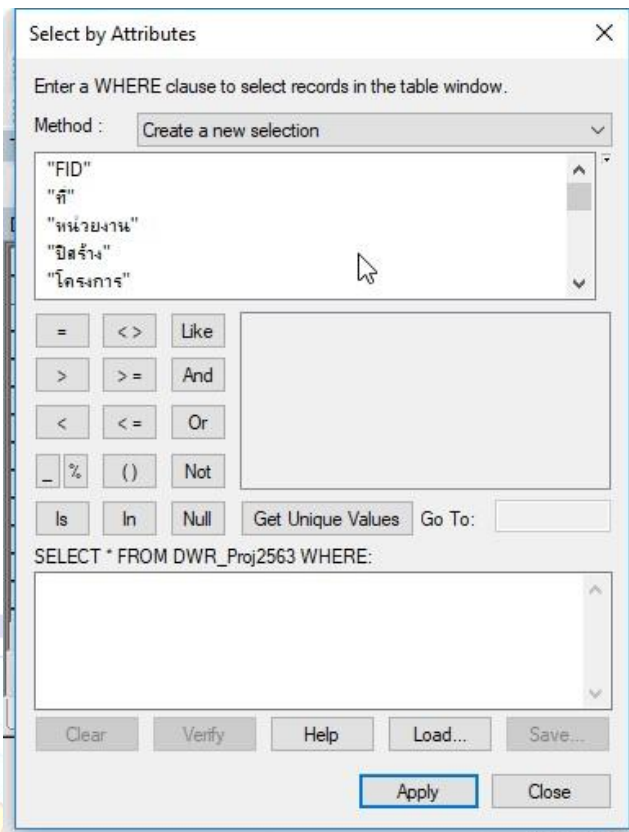 Select by Attributes
Enter a WHERE clause to select records in the table window.
Method : Create a new selection
"FID"
"ที่"
"หน่วยงาน"
"ปีสร้าง"
"โครงการ"
= < > Like
> > = And
< < = Or
_ % ( ) Not
Is In Null Get Unique Values Go To:
SELECT * FROM DWR_Proj2563 WHERE:
Clear Verify Help Load... Save...
Apply Close